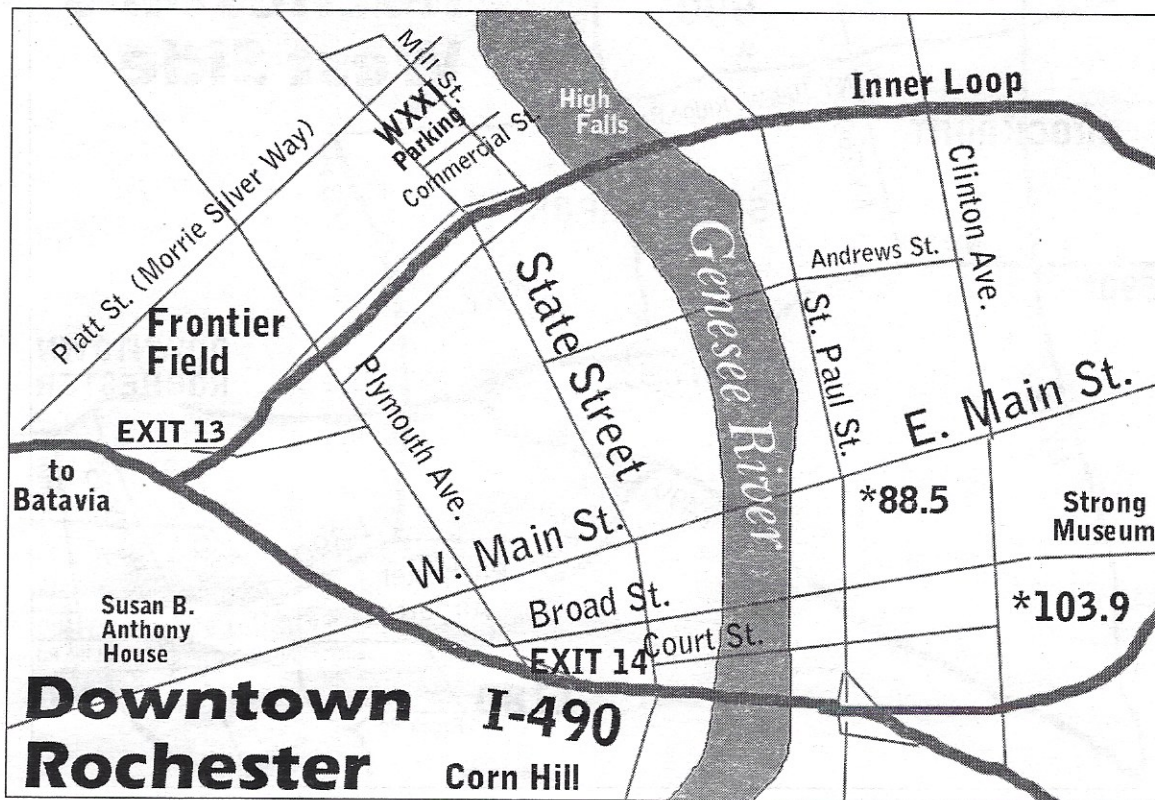 Mill St.
WXXI
Parking
Commercial St.
High
Falls
Inner Loop
Platt St. (Morrie Silver Way)
Clinton Ave.
Andrews St.
State Street
Genesee River
Frontier
Field
St. Paul St.
Plymouth Ave.
E. Main St.
EXIT 13
to
Batavia
*88.5
Strong
Museum
W. Main St.
Susan B.
Anthony
House
Broad St.
*103.9
Court St.
EXIT 14
Downtown
Rochester
I-490
Corn Hill